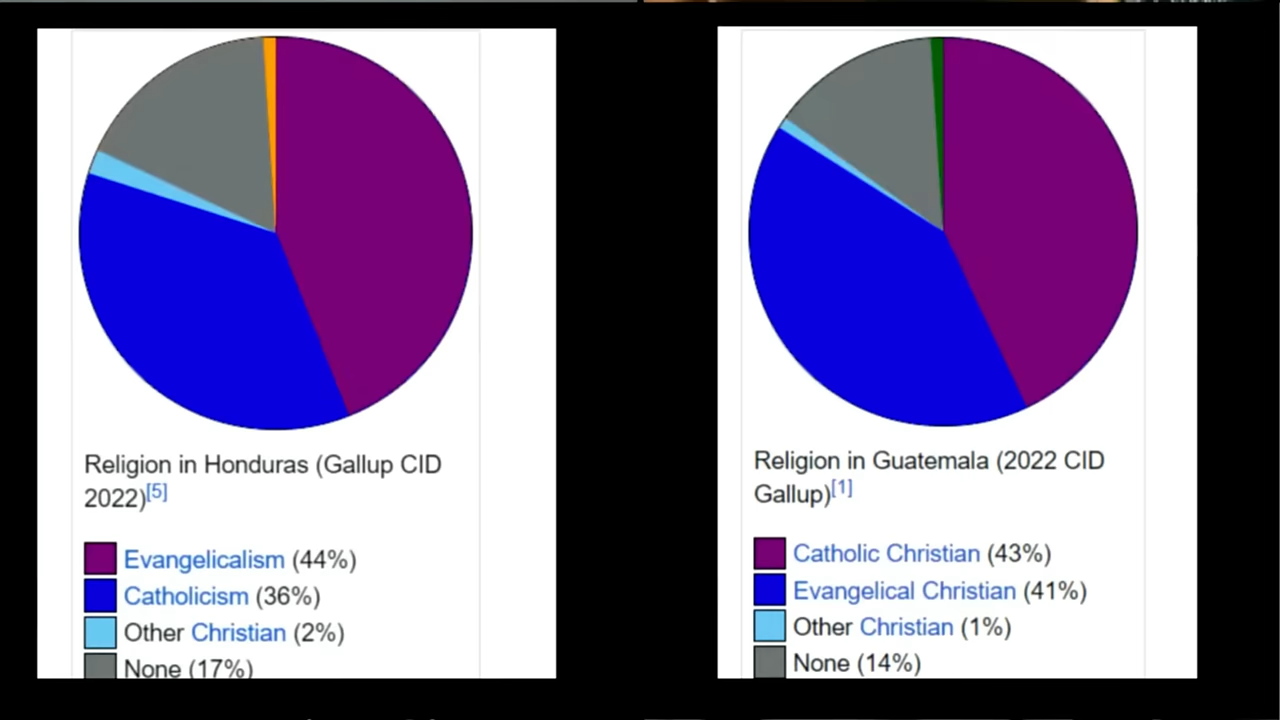 Religion in Honduras (Gallup CID
2022)[5]
Evangelicalism (44%)
Catholicism (36%)
Other Christian (2%)
None (17%)
Religion in Guatemala (2022 CID
Gallup)[1]
Catholic Christian (43%)
Evangelical Christian (41%)
Other Christian (1%)
None (14%)